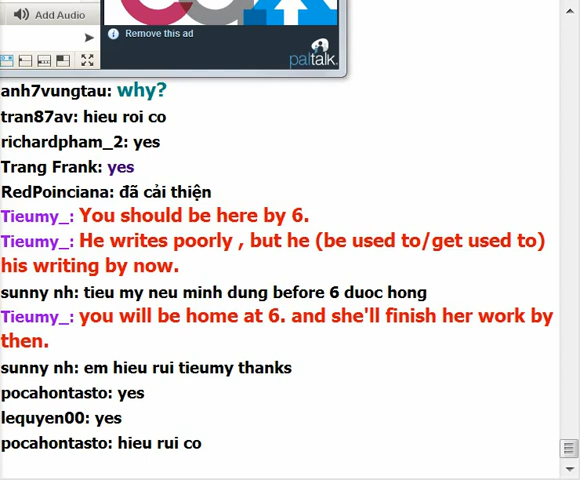 Add Audio
Remove this ad
paltalk
anh7vungtau: why?
tran87av: hieu roi co
richardpham_2: yes
Trang Frank: yes
RedPoinciana: đã cải thiện
Tieumy_: You should be here by 6.
Tieumy_: He writes poorly , but he (be used to/get used to)
his writing by now.
sunny nh: tieu my neu minh dung before 6 duoc hong
Tieumy_: you will be home at 6. and she'll finish her work by
then.
sunny nh: em hieu rui tieumy thanks
pocahontasto: yes
lequyen00: yes
pocahontasto: hieu rui co